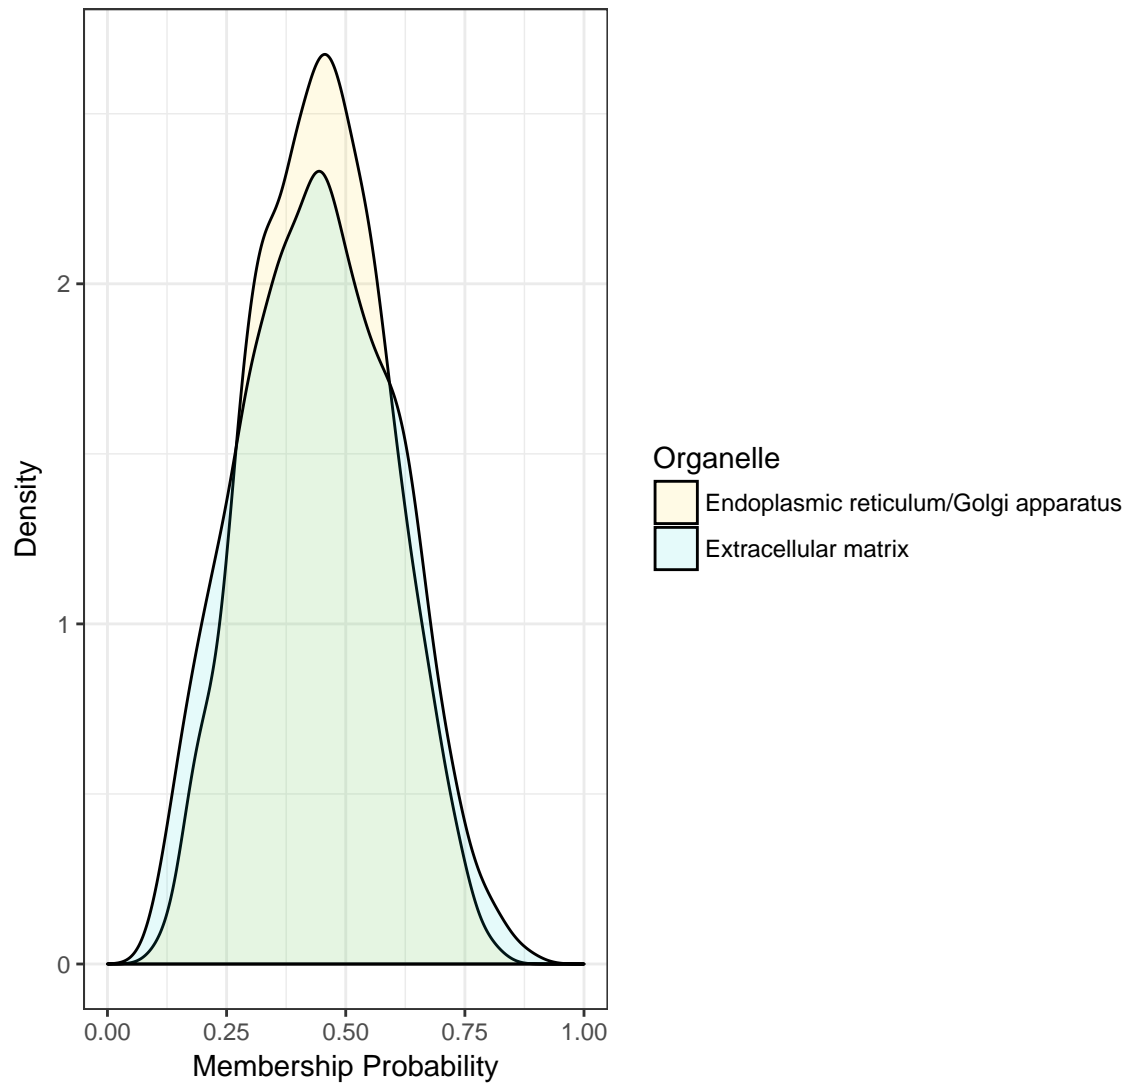 Density
2
1
0
0.00 0.25 0.50 0.75 1.00
Membership Probability
Organelle
Endoplasmic reticulum/Golgi apparatus
Extracellular matrix